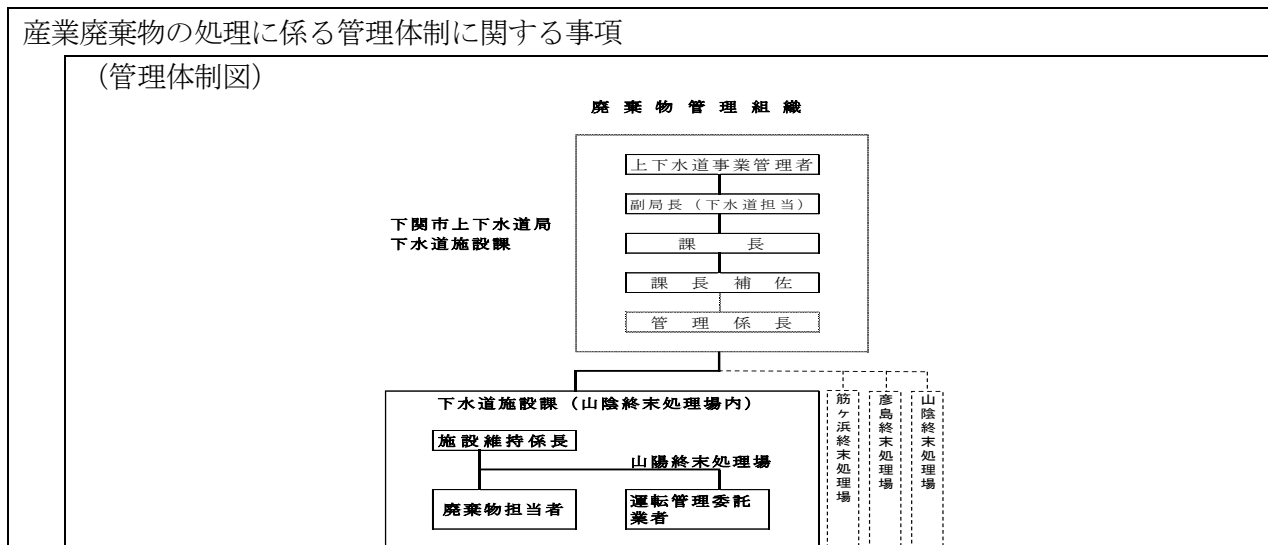 産業廃棄物の処理に係る管理体制に関する事項
（管理体制図）
廃棄物管理組織
上下水道事業管理者
副局長（下水道担当）
下関市上下水道局
下水道施設課
課長
課長補佐
管理係長
下水道施設課（山陰終末処理場内）
施設維持係長
山陽終末処理場
廃棄物担当者
運転管理委託
業者
筋ヶ浜終末処理場
彦島終末処理場
山陰終末処理場